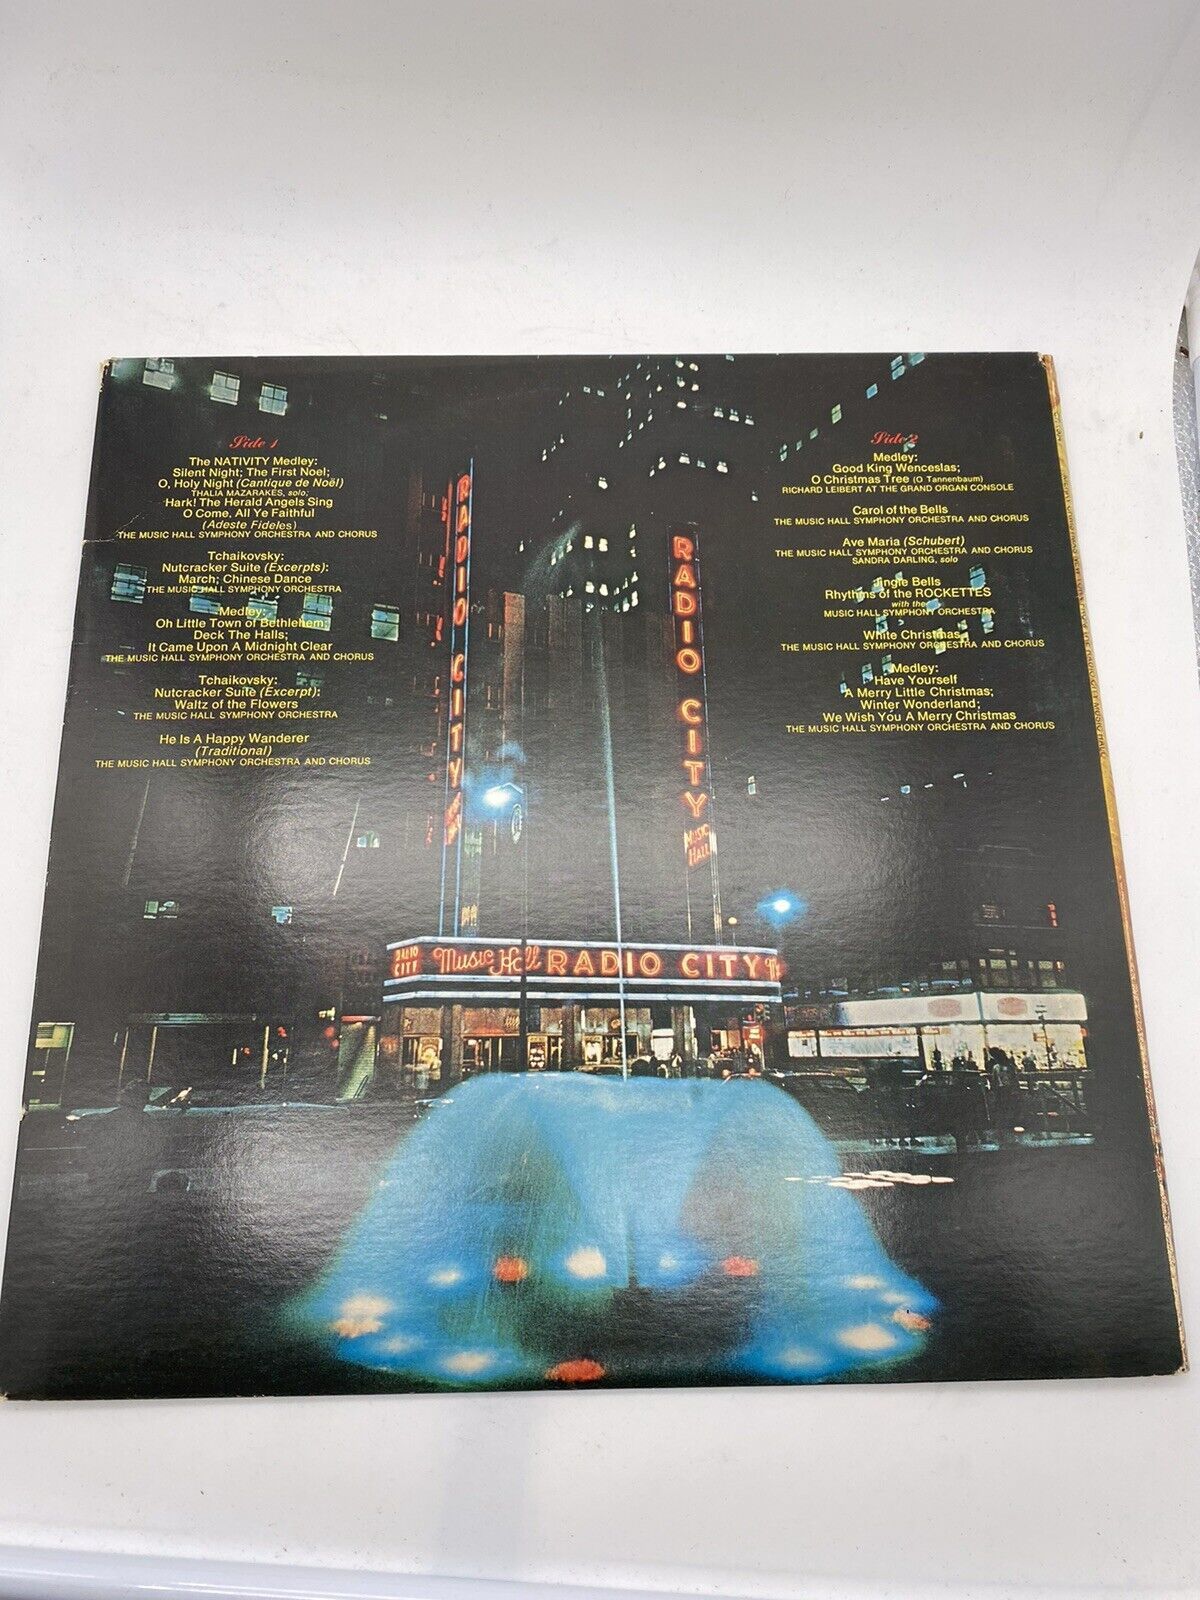 Side 1
The NATIVITY Medley:
Silent Night; The First Noel;
O, Holy Night (Cantique de Noël)
THALIA MAZARAKES, solo;
Hark! The Herald Angels Sing
O Come, All Ye Faithful
(Adeste Fideles)
THE MUSIC HALL SYMPHONY ORCHESTRA AND CHORUS
Tchaikovsky:
Nutcracker Suite (Excerpts):
March; Chinese Dance
THE MUSIC HALL SYMPHONY ORCHESTRA
Medley:
Oh Little Town of Bethlehem;
Deck The Halls;
It Came Upon A Midnight Clear
THE MUSIC HALL SYMPHONY ORCHESTRA AND CHORUS
Tchaikovsky:
Nutcracker Suite (Excerpt):
Waltz of the Flowers
THE MUSIC HALL SYMPHONY ORCHESTRA
He Is A Happy Wanderer
(Traditional)
THE MUSIC HALL SYMPHONY ORCHESTRA AND CHORUS
Side 2
Medley:
Good King Wenceslas;
O Christmas Tree (O Tannenbaum)
RICHARD LEIBERT AT THE GRAND ORGAN CONSOLE
Carol of the Bells
THE MUSIC HALL SYMPHONY ORCHESTRA AND CHORUS
Ave Maria (Schubert)
THE MUSIC HALL SYMPHONY ORCHESTRA AND CHORUS
SANDRA DARLING, solo
Jingle Bells
Rhythms of the ROCKETTES
with the
MUSIC HALL SYMPHONY ORCHESTRA
White Christmas
THE MUSIC HALL SYMPHONY ORCHESTRA AND CHORUS
Medley:
Have Yourself
A Merry Little Christmas;
Winter Wonderland;
We Wish You A Merry Christmas
THE MUSIC HALL SYMPHONY ORCHESTRA AND CHORUS
RADIO CITY
RADIO CITY
MUSIC
HALL
RADIO
CITY
Music Hall RADIO CITY